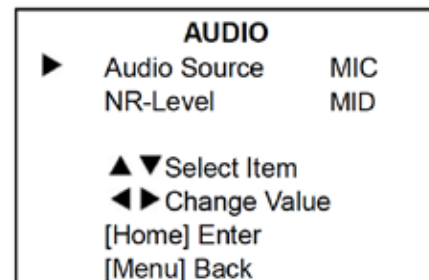 AUDIO
▶ Audio Source MIC
NR-Level MID
▲ ▼Select Item
◀ ▶Change Value
[Home] Enter
[Menu] Back